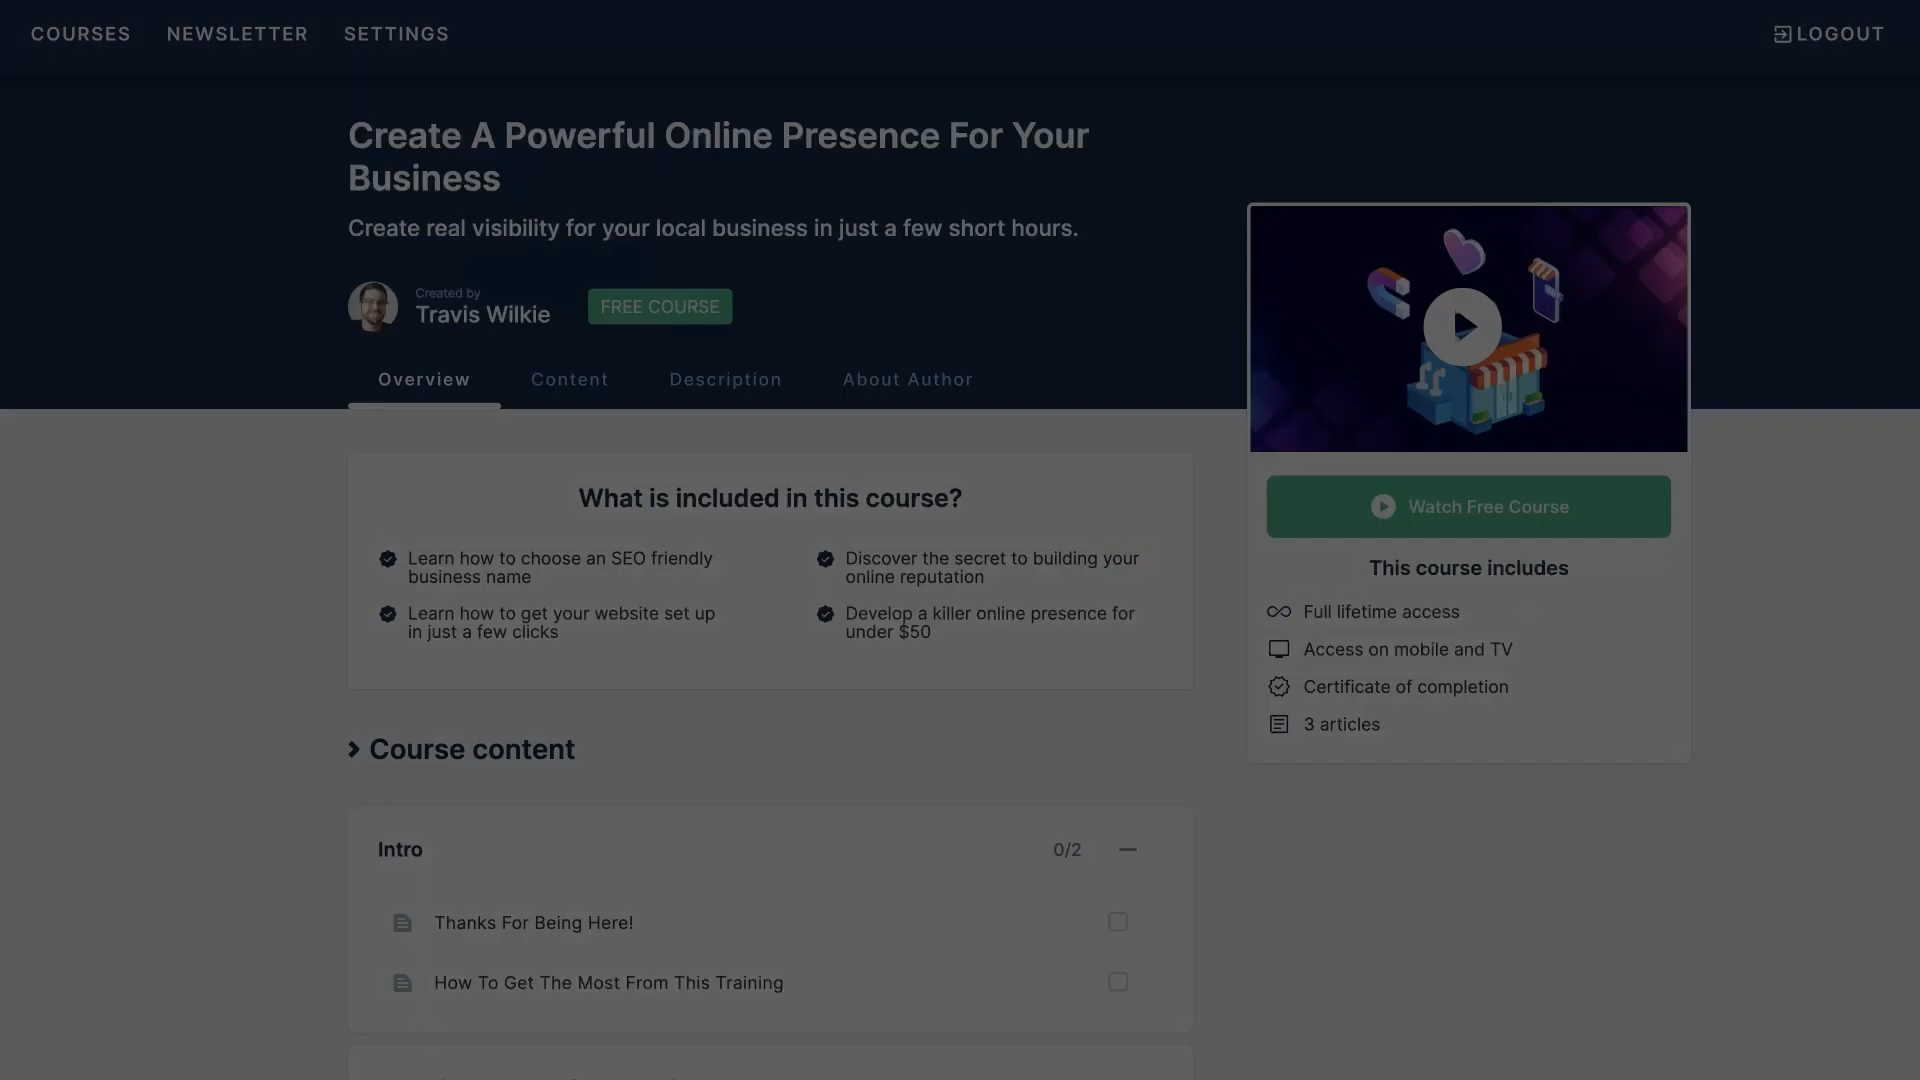 COURSES NEWSLETTER SETTINGS LOGOUT
Create A Powerful Online Presence For Your
Business
Create real visibility for your local business in just a few short hours.
Created by
Travis Wilkie
FREE COURSE
Overview Content Description About Author
What is included in this course?
Learn how to choose an SEO friendly
business name
Discover the secret to building your
online reputation
Learn how to get your website set up
in just a few clicks
Develop a killer online presence for
under $50
Watch Free Course
This course includes
Full lifetime access
Access on mobile and TV
Certificate of completion
3 articles
Course content
Intro 0/2
Thanks For Being Here!
How To Get The Most From This Training